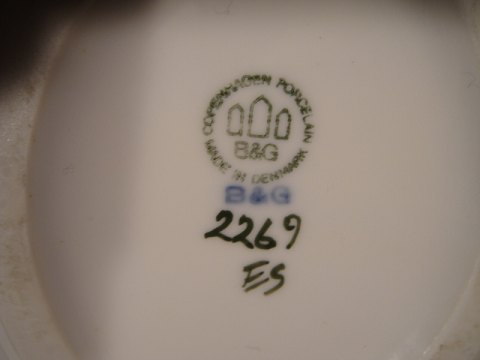 COPENHAGEN PORCELAIN
B&G
MADE IN DENMARK
B&G
2269
ES